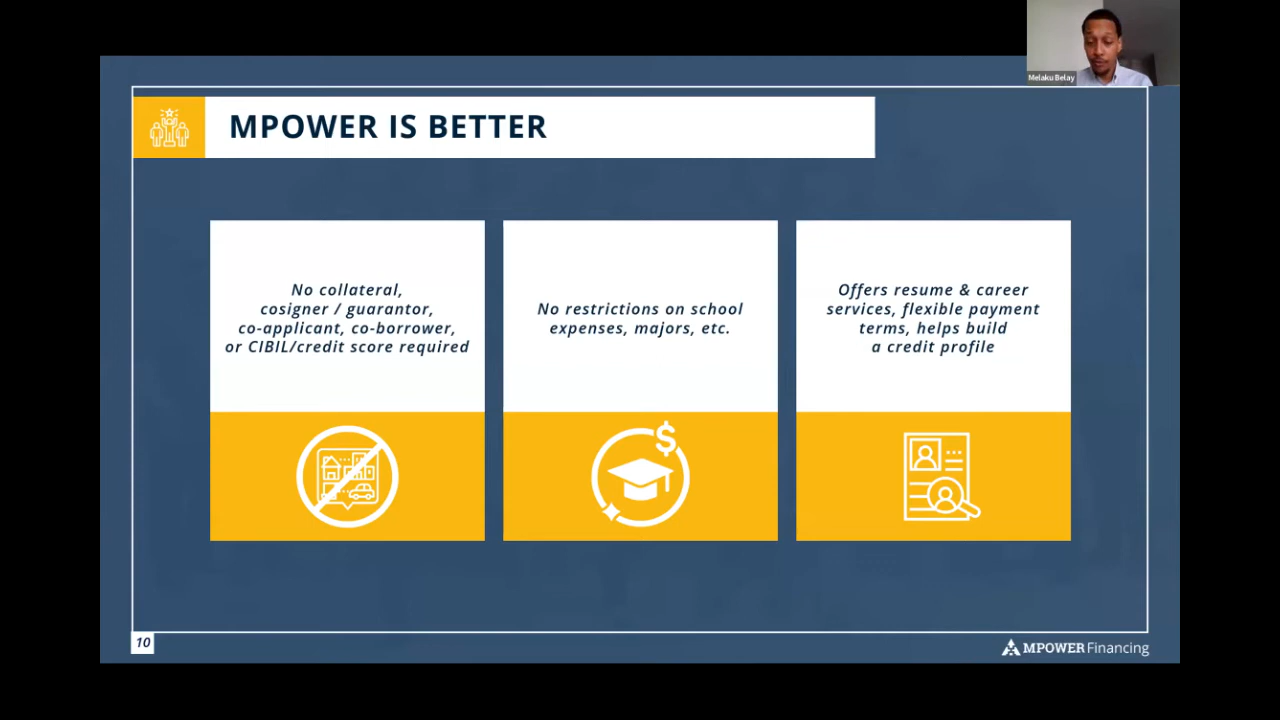 Melaku Belay
MPOWER IS BETTER
No collateral,
cosigner / guarantor,
co-applicant, co-borrower,
or CIBIL/credit score required
No restrictions on school
expenses, majors, etc.
Offers resume & career
services, flexible payment
terms, helps build
a credit profile
$
10
MPOWER Financing